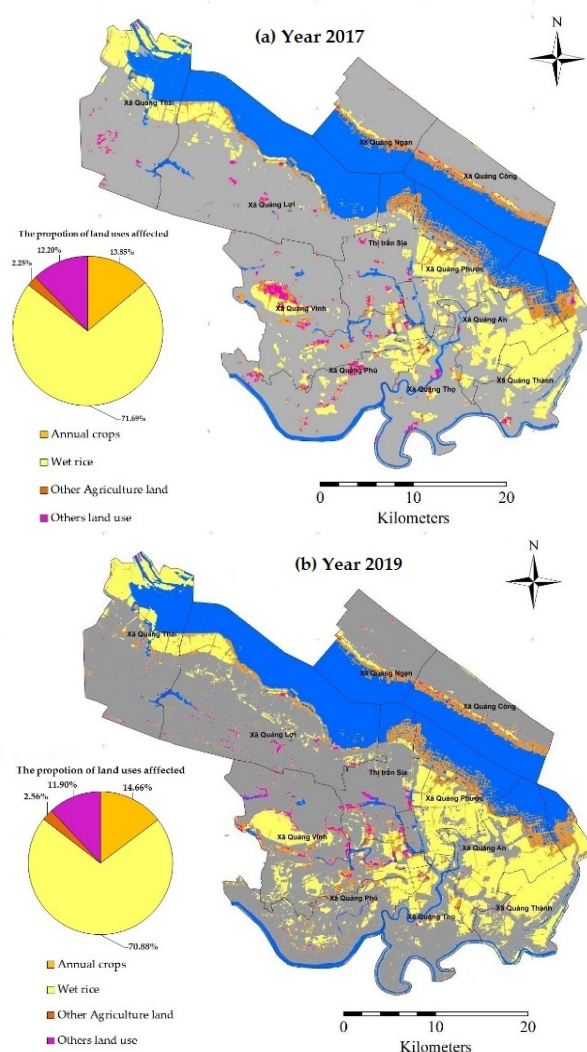 (a) Year 2017
N
Xã Quảng Thái
Xã Quảng Ngạn
Xã Quảng Công
Xã Quảng Lợi
Thị trấn Sịa
Xã Quảng Phước
The propotion of land uses afffected
12.20%
13.85%
2.25%
Xã Quảng Vinh
Xã Quảng An
Xã Quảng Phú
Xã Quảng Thọ
Xã Quảng Thành
71.69%
Annual crops
Wet rice
Other Agriculture land
Others land use
0 10 20
Kilometers
(b) Year 2019
N
Xã Quảng Thái
Xã Quảng Ngạn
Xã Quảng Công
Xã Quảng Lợi
Thị trấn Sịa
Xã Quảng Phước
The propotion of land uses afffected
11.90%
14.66%
2.56%
Xã Quảng Vinh
Xã Quảng An
Xã Quảng Phú
Xã Quảng Thọ
Xã Quảng Thành
70.88%
Annual crops
Wet rice
Other Agriculture land
Others land use
0 10 20
Kilometers